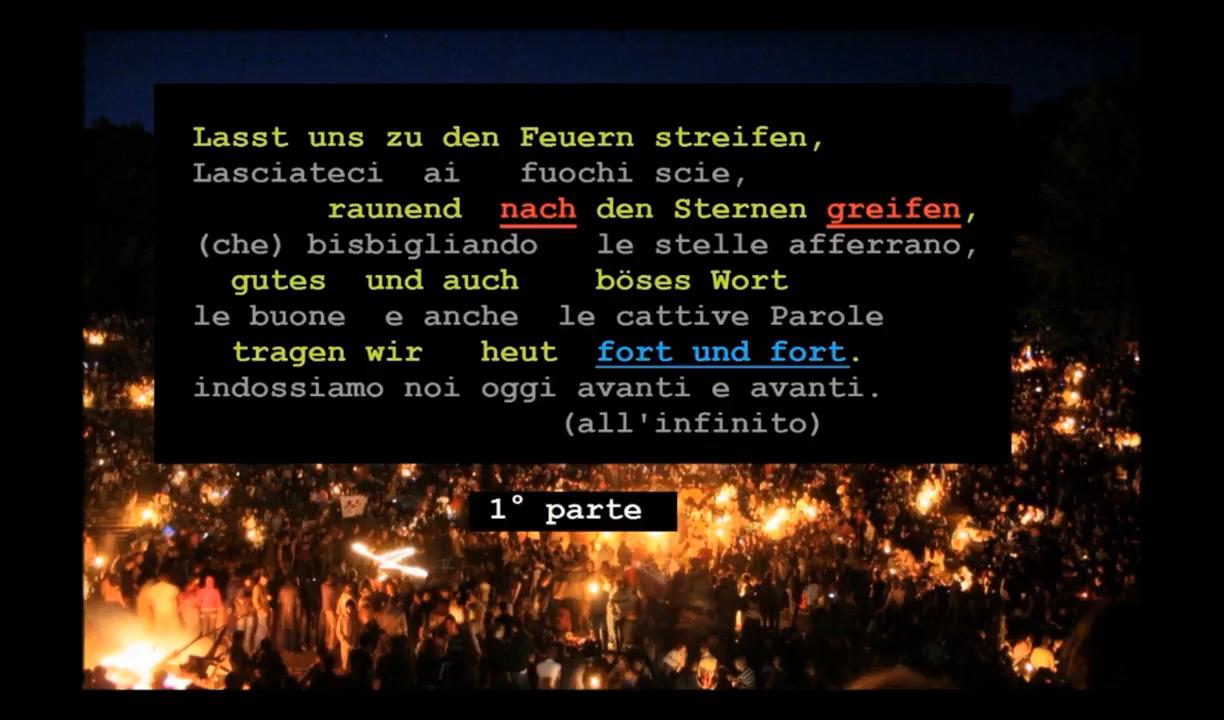 Lasst uns zu den Feuern streifen,
Lasciateci ai fuochi scie,
raunend nach den Sternen greifen,
(che) bisbigliando le stelle afferrano,
gutes und auch böses Wort
le buone e anche le cattive Parole
tragen wir heut fort und fort.
indossiamo noi oggi avanti e avanti.
(all'infinito)
1° parte